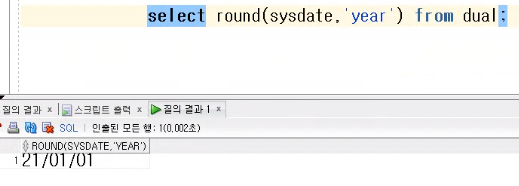 select round(sysdate,'year') from dual;
질의 결과 × 스크립트 출력 × 질의 결과 1 ×
SQL | 인출된 모든 행: 1(0,002초)
ROUND(SYSDATE,'YEAR')
1 21/01/01